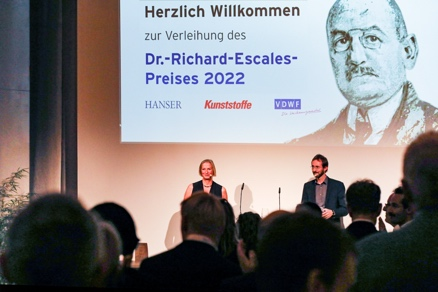 Herzlich Willkommen
zur Verleihung des
Dr.-Richard-Escales-
Preises 2022
HANSER Kunststoffe VDWF